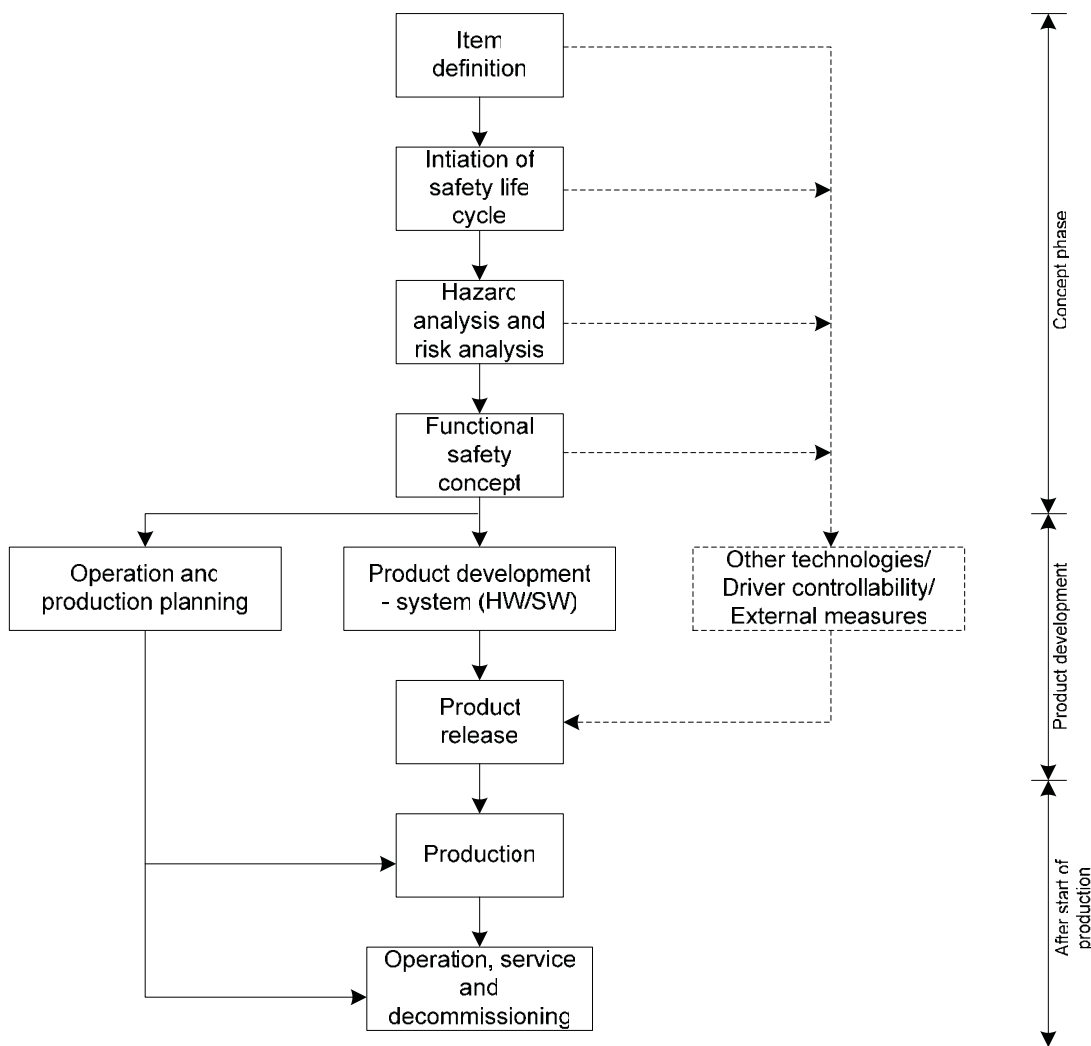 Item
definition
Intiation of
safety life
cycle
Hazard
analysis and
risk analysis
Functional
safety
concept
Operation and
production planning
Product development
- system (HW/SW)
Other technologies/
Driver controllability/
External measures
Product
release
Production
Operation, service
and
decommissioning
Concept phase
Product development
After start of
production